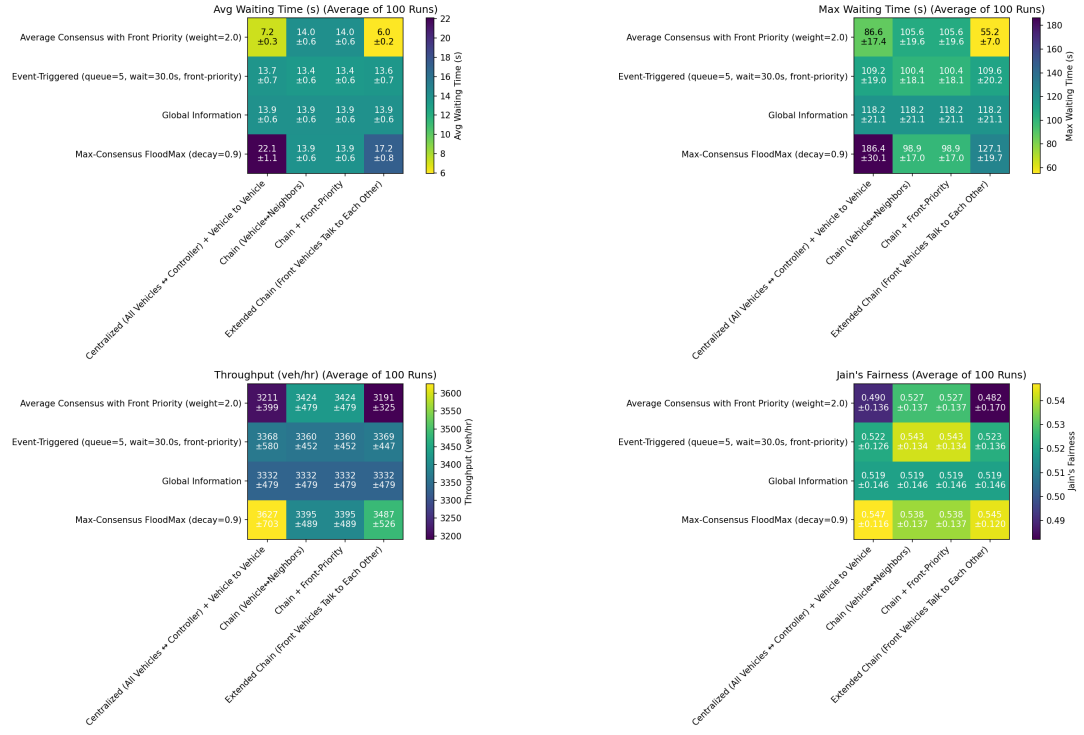 Avg Waiting Time (s) (Average of 100 Runs)
Average Consensus with Front Priority (weight=2.0)
7.2 ±0.3 14.0 ±0.6 14.0 ±0.6 6.0 ±0.2
Event-Triggered (queue=5, wait=30.0s, front-priority)
13.7 ±0.7 13.4 ±0.6 13.4 ±0.6 13.6 ±0.7
Global Information
13.9 ±0.6 13.9 ±0.6 13.9 ±0.6 13.9 ±0.6
Max-Consensus FloodMax (decay=0.9)
22.1 ±1.1 13.9 ±0.6 13.9 ±0.6 17.2 ±0.8
Centralized (All Vehicles ↔ Controller) + Vehicle to Vehicle
Chain (Vehicle↔Neighbors)
Chain + Front-Priority
Extended Chain (Front Vehicles Talk to Each Other)
22
20
18
16
14
12
10
8
6
Avg Waiting Time (s)
Max Waiting Time (s) (Average of 100 Runs)
Average Consensus with Front Priority (weight=2.0)
86.6 ±17.4 105.6 ±19.6 105.6 ±19.6 55.2 ±7.0
Event-Triggered (queue=5, wait=30.0s, front-priority)
109.2 ±19.0 100.4 ±18.1 100.4 ±18.1 109.6 ±20.2
Global Information
118.2 ±21.1 118.2 ±21.1 118.2 ±21.1 118.2 ±21.1
Max-Consensus FloodMax (decay=0.9)
186.4 ±30.1 98.9 ±17.0 98.9 ±17.0 127.1 ±19.7
Centralized (All Vehicles ↔ Controller) + Vehicle to Vehicle
Chain (Vehicle↔Neighbors)
Chain + Front-Priority
Extended Chain (Front Vehicles Talk to Each Other)
180
160
140
120
100
80
60
Max Waiting Time (s)
Throughput (veh/hr) (Average of 100 Runs)
Average Consensus with Front Priority (weight=2.0)
3211 ±399 3424 ±479 3424 ±479 3191 ±325
Event-Triggered (queue=5, wait=30.0s, front-priority)
3368 ±580 3360 ±452 3360 ±452 3369 ±447
Global Information
3332 ±479 3332 ±479 3332 ±479 3332 ±479
Max-Consensus FloodMax (decay=0.9)
3627 ±703 3395 ±489 3395 ±489 3487 ±526
Centralized (All Vehicles ↔ Controller) + Vehicle to Vehicle
Chain (Vehicle↔Neighbors)
Chain + Front-Priority
Extended Chain (Front Vehicles Talk to Each Other)
3600
3550
3500
3450
3400
3350
3300
3250
3200
Throughput (veh/hr)
Jain's Fairness (Average of 100 Runs)
Average Consensus with Front Priority (weight=2.0)
0.490 ±0.136 0.527 ±0.137 0.527 ±0.137 0.482 ±0.170
Event-Triggered (queue=5, wait=30.0s, front-priority)
0.522 ±0.126 0.543 ±0.134 0.543 ±0.134 0.523 ±0.136
Global Information
0.519 ±0.146 0.519 ±0.146 0.519 ±0.146 0.519 ±0.146
Max-Consensus FloodMax (decay=0.9)
0.547 ±0.116 0.538 ±0.137 0.538 ±0.137 0.545 ±0.120
Centralized (All Vehicles ↔ Controller) + Vehicle to Vehicle
Chain (Vehicle↔Neighbors)
Chain + Front-Priority
Extended Chain (Front Vehicles Talk to Each Other)
0.54
0.53
0.52
0.51
0.50
0.49
Jain's Fairness